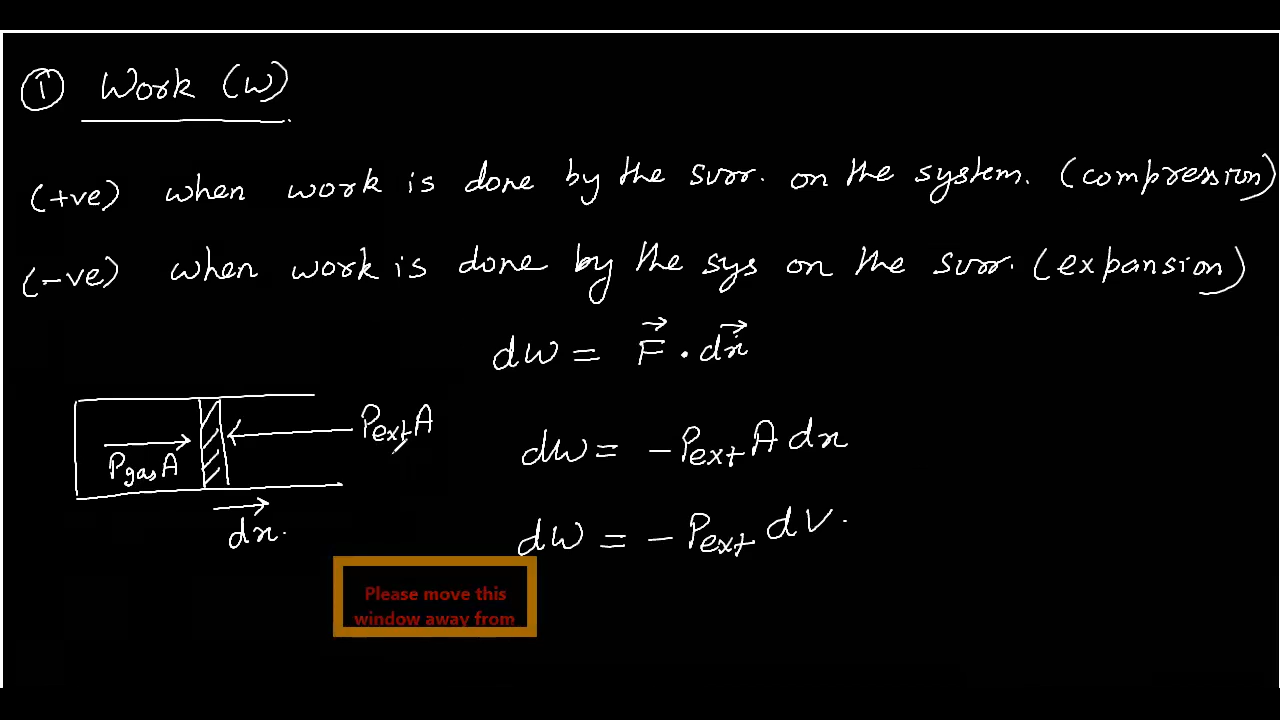 ① Work (W)
(+ve) when work is done by the surr. on the system. (compression)
(-ve) when work is done by the sys on the surr. (expansion)
dW = F⃗ . dx⃗
PextA
PgasA
dW = -Pext A dx
dx.
dW = -Pext dV.
Please move this
window away from